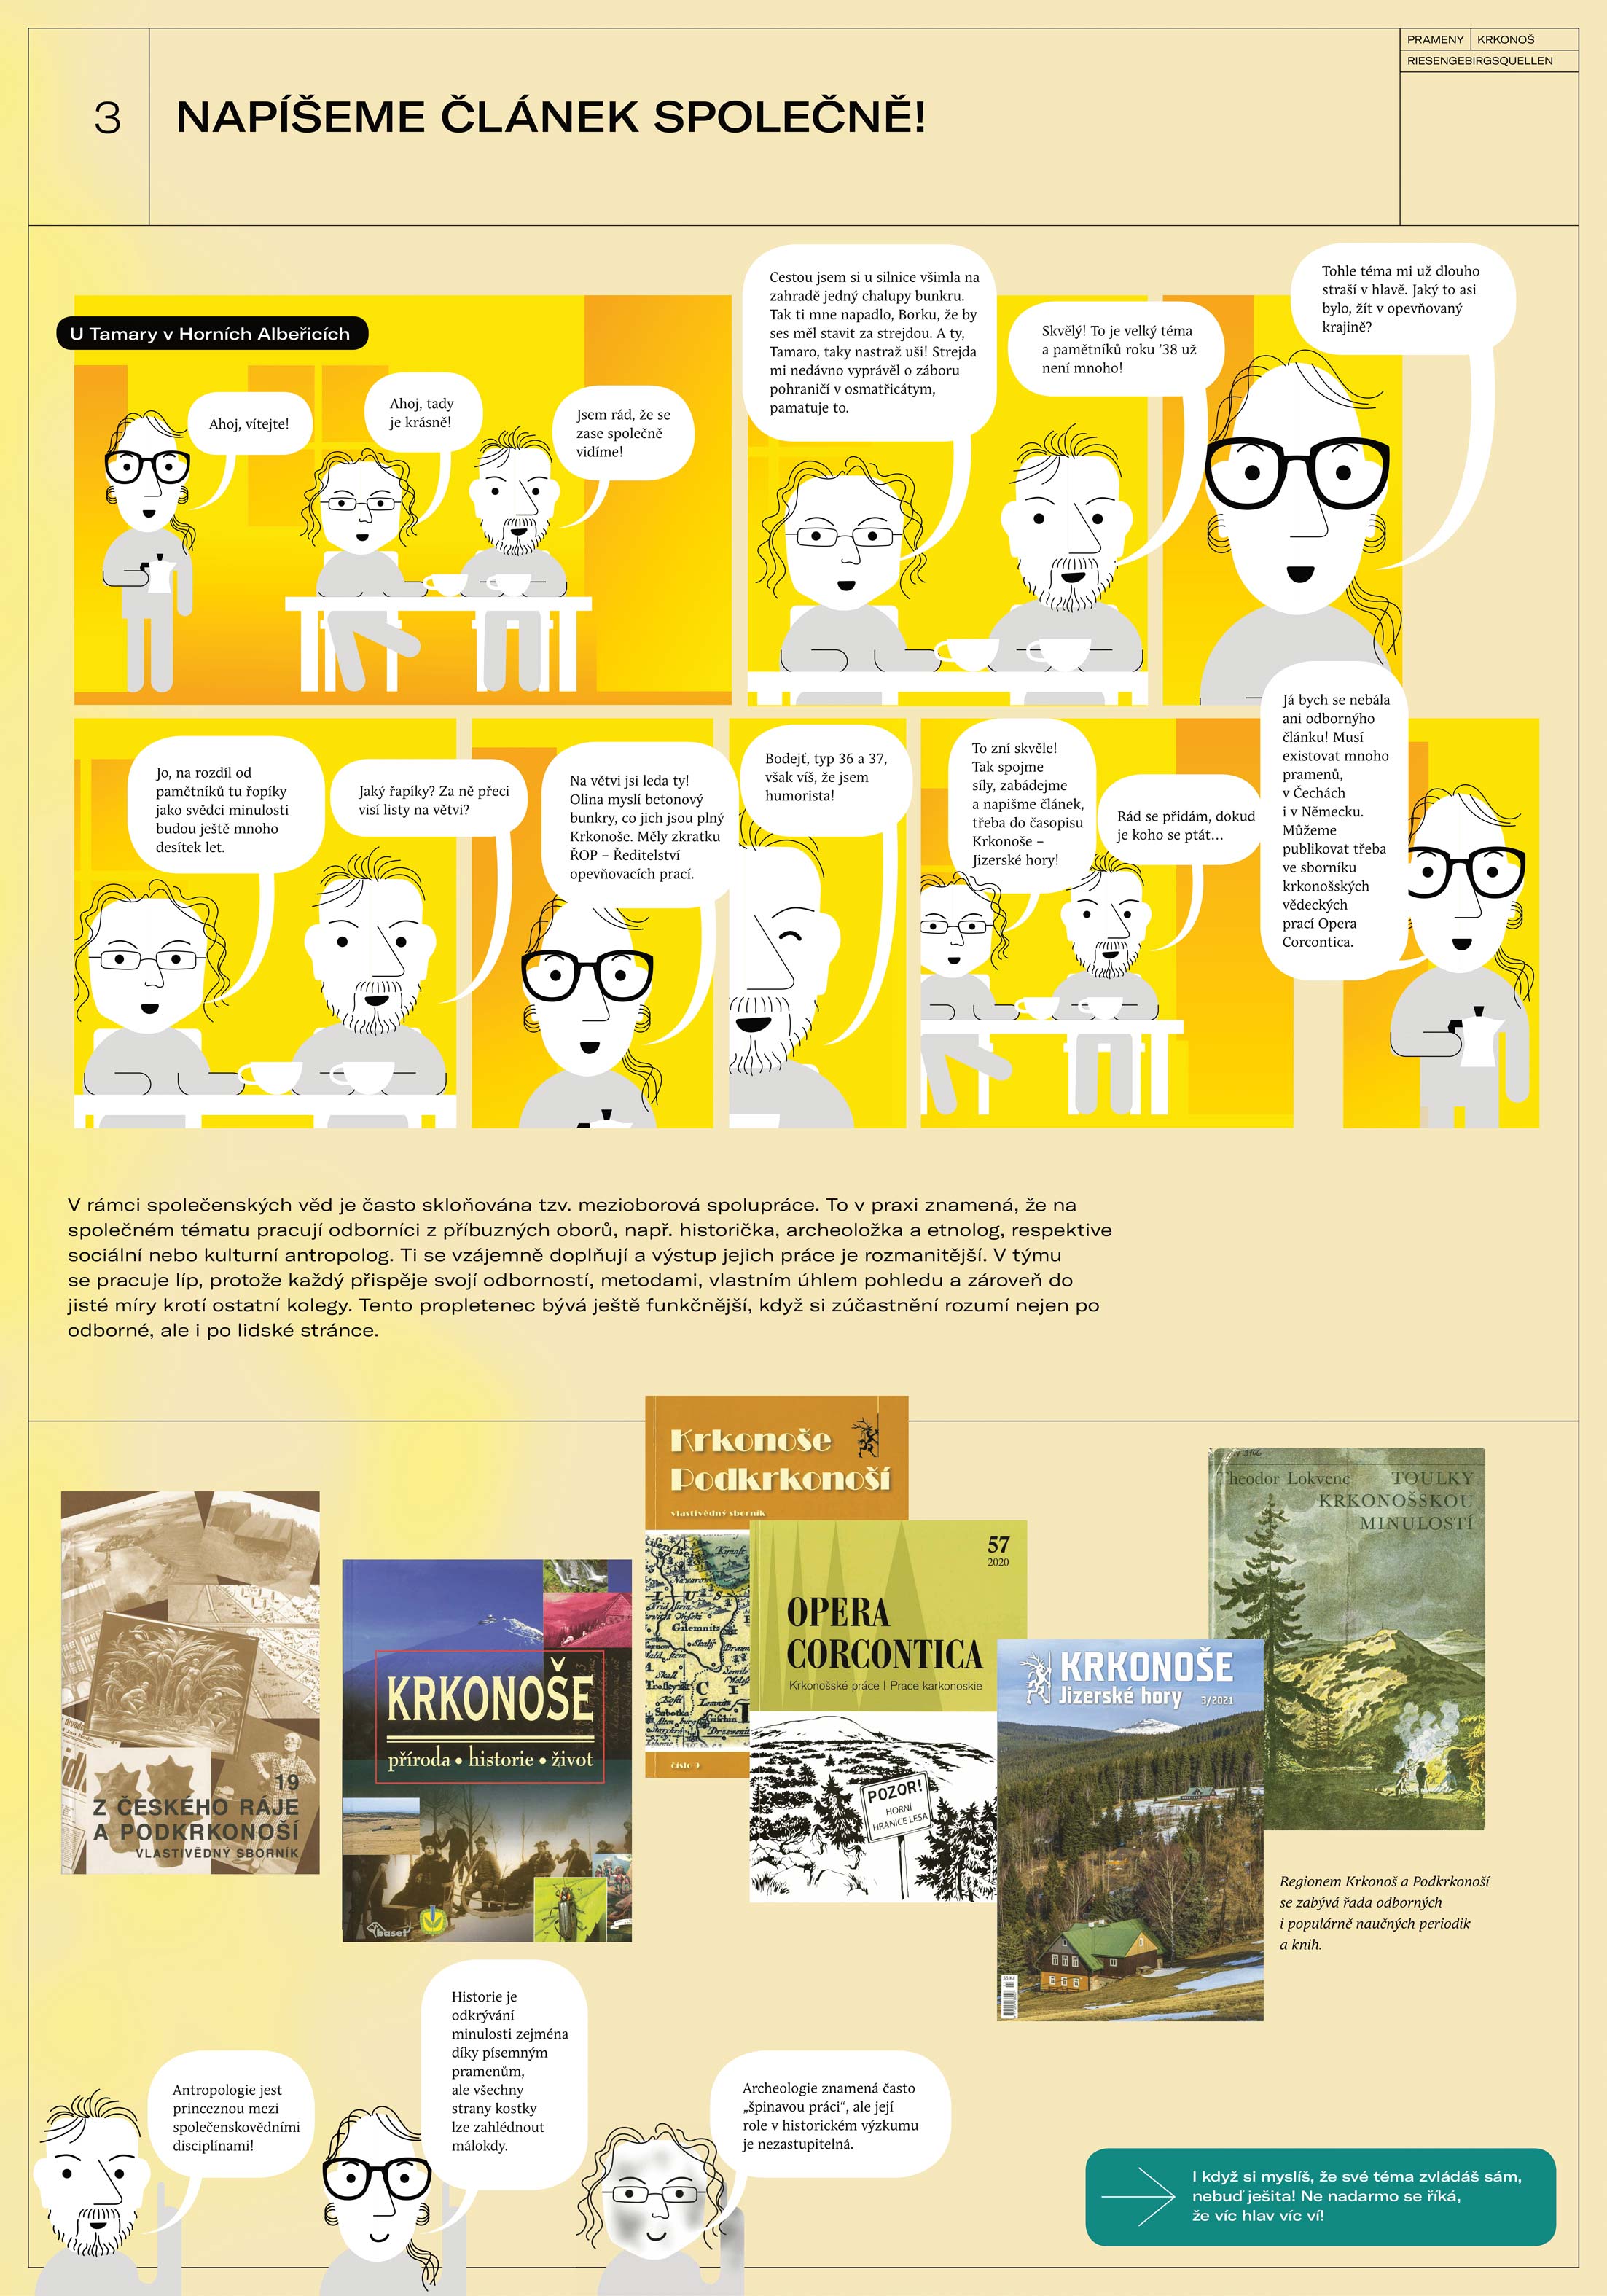 PRAMENY KRKONOŠ
RIESENGEBIRGSQUELLEN
3
NAPÍŠEME ČLÁNEK SPOLEČNĚ!
U Tamary v Horních Albeřicích
Ahoj, vítejte!
Ahoj, tady
je krásně!
Jsem rád, že se
zase společně
vidíme!
Cestou jsem si u silnice všimla na
zahradě jedný chalupy bunkru.
Tak ti mne napadlo, Borku, že by
ses měl stavit za strejdou. A ty,
Tamaro, taky nastraž uši! Strejda
mi nedávno vyprávěl o záboru
pohraničí v osmatřicátým,
pamatuje to.
Skvělý! To je velký téma
a pamětníků roku ’38 už
není mnoho!
Tohle téma mi už dlouho
straší v hlavě. Jaký to asi
bylo, žít v opevňovaný
krajině?
Jo, na rozdíl od
pamětníků tu řopíky
jako svědci minulosti
budou ještě mnoho
desítek let.
Jaký řapíky? Za ně přeci
visí listy na větvi?
Na větvi jsi leda ty!
Olina myslí betonový
bunkry, co jich jsou plný
Krkonoše. Měly zkratku
ŘOP – Ředitelství
opevňovacích prací.
Bodejť, typ 36 a 37,
však víš, že jsem
humorista!
To zní skvěle!
Tak spojme
síly, zabádejme
a napišme článek,
třeba do časopisu
Krkonoše –
Jizerské hory!
Rád se přidám, dokud
je koho se ptát…
Já bych se nebála
ani odbornýho
článku! Musí
existovat mnoho
pramenů,
v Čechách
i v Německu.
Můžeme
publikovat třeba
ve sborníku
krkonošských
vědeckých
prací Opera
Corcontica.
V rámci společenských věd je často skloňována tzv. mezioborová spolupráce. To v praxi znamená, že na
společném tématu pracují odborníci z příbuzných oborů, např. historička, archeoložka a etnolog, respektive
sociální nebo kulturní antropolog. Ti se vzájemně doplňují a výstup jejich práce je rozmanitější. V týmu
se pracuje líp, protože každý přispěje svojí odborností, metodami, vlastním úhlem pohledu a zároveň do
jisté míry krotí ostatní kolegy. Tento propletenec bývá ještě funkčnější, když si zúčastnění rozumí nejen po
odborné, ale i po lidské stránce.
19
Z ČESKÉHO RÁJE
A PODKRKONOŠÍ
VLASTIVĚDNÝ SBORNÍK
KRKONOŠE
příroda • historie • život
baset
Krkonoše
Podkrkonoší
vlastivědný sborník
Gilemnits
číslo 9
57
2020
OPERA
CORCONTICA
Krkonošské práce | Prace karkonoskie
POZOR!
HORNÍ
HRANICE LESA
KRKONOŠE
Jizerské hory 3/2021
Theodor Lokvenc TOULKY
KRKONOŠSKOU
MINULOSTÍ
Regionem Krkonoš a Podkrkonoší
se zabývá řada odborných
i populárně naučných periodik
a knih.
Antropologie jest
princeznou mezi
společenskovědními
disciplínami!
Historie je
odkrývání
minulosti zejména
díky písemným
pramenům,
ale všechny
strany kostky
lze zahlédnout
málokdy.
Archeologie znamená často
„špinavou práci“, ale její
role v historickém výzkumu
je nezastupitelná.
I když si myslíš, že své téma zvládáš sám,
nebuď ješita! Ne nadarmo se říká,
že víc hlav víc ví!